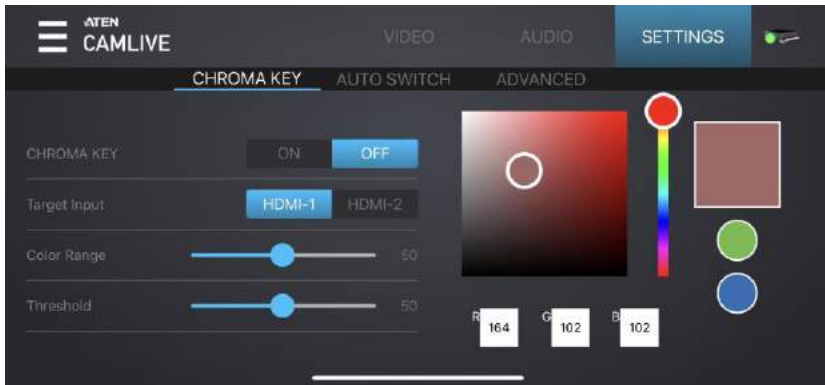 ATEN
CAMLIVE
VIDEO
AUDIO
SETTINGS
CHROMA KEY
AUTO SWITCH
ADVANCED
CHROMA KEY
ON
OFF
Target Input
HDMI-1
HDMI-2
Color Range
50
Threshold
50
R 164
G 102
B 102